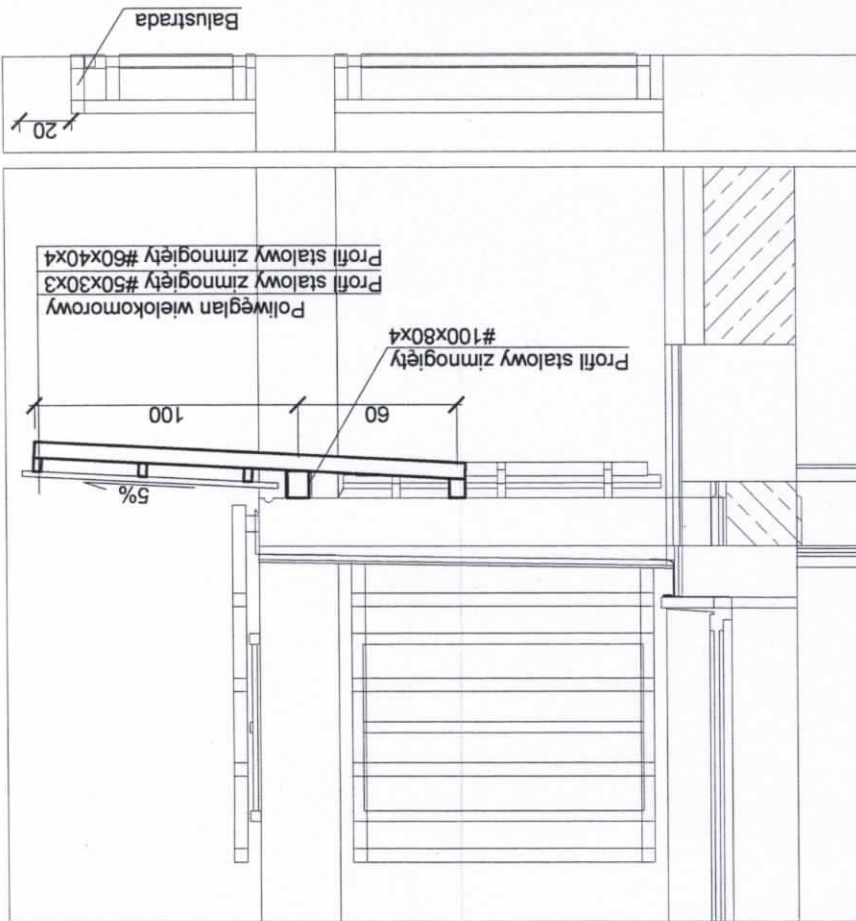 5%
60
100
Profil stalowy zimnogięty
#100x80x4
Poliwęglan wielokomorowy
Profil stalowy zimnogięty #50x30x3
Profil stalowy zimnogięty #60x40x4
20
Balustrada